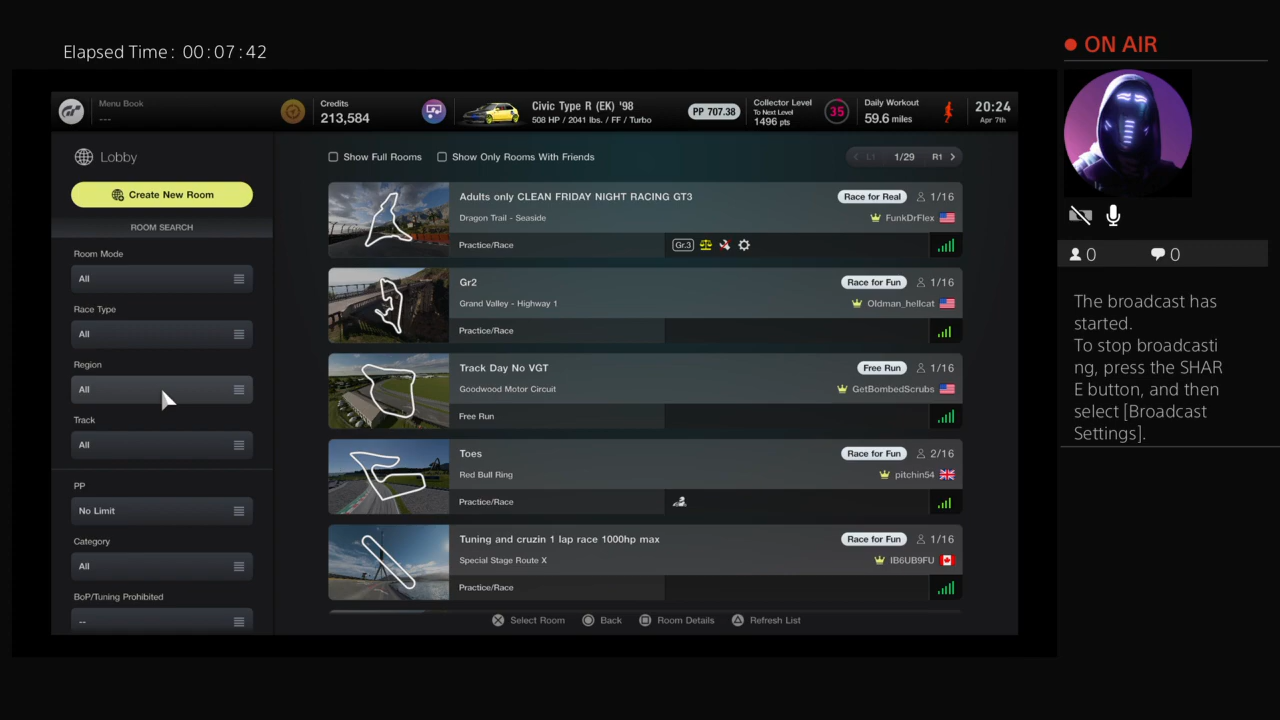 Elapsed Time: 00:07:42
ON AIR
Menu Book
---
Credits
213,584
Civic Type R (EK) '98
508 HP / 2041 lbs. / FF / Turbo
PP 707.38
Collector Level
To Next Level
1496 pts
35
Daily Workout
59.6 miles
20:24
Apr 7th
Lobby
Show Full Rooms
Show Only Rooms With Friends
L1
1/29
R1
Create New Room
ROOM SEARCH
Room Mode
All
Race Type
All
Region
All
Track
All
PP
No Limit
Category
All
BoP/Tuning Prohibited
--
Adults only CLEAN FRIDAY NIGHT RACING GT3
Race for Real
1/16
Dragon Trail - Seaside
FunkDrFlex
Practice/Race
Gr.3
Gr2
Race for Fun
1/16
Grand Valley - Highway 1
Oldman_hellcat
Practice/Race
Track Day No VGT
Free Run
1/16
Goodwood Motor Circuit
GetBombedScrubs
Free Run
Toes
Race for Fun
2/16
Red Bull Ring
pitchin54
Practice/Race
Tuning and cruzin 1 lap race 1000hp max
Race for Fun
1/16
Special Stage Route X
IB6UB9FU
Practice/Race
Select Room
Back
Room Details
Refresh List
0
0
The broadcast has
started.
To stop broadcasti
ng, press the SHAR
E button, and then
select [Broadcast
Settings].